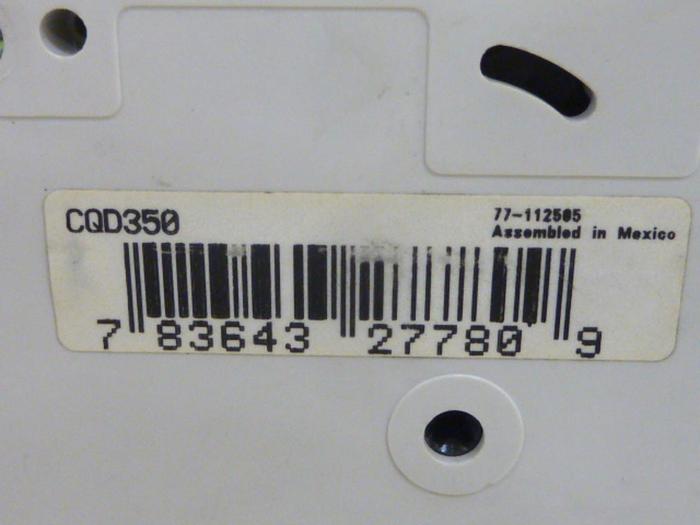 CQD350
77-112505
Assembled in Mexico
7 83643 27780 9